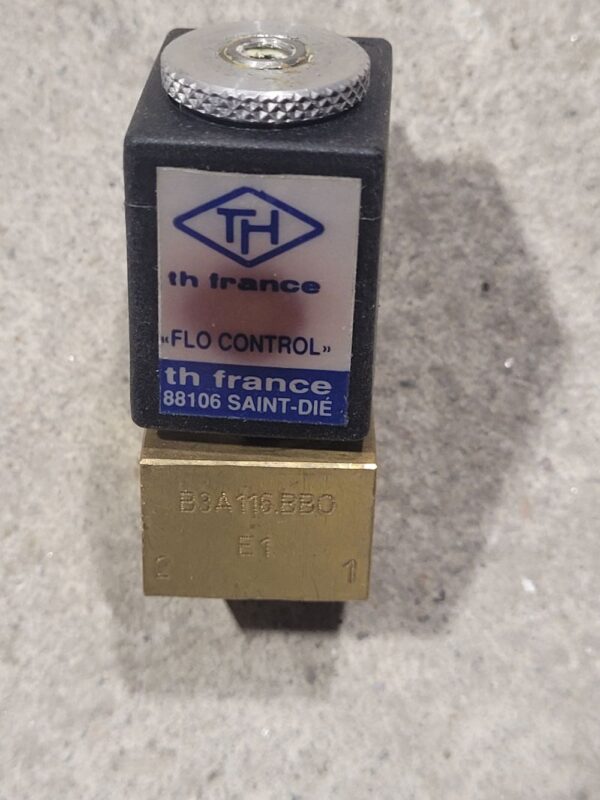 TH
th france
«FLO CONTROL»
th france
88106 SAINT-DIÉ
B3A116.BBO
E1
2 1